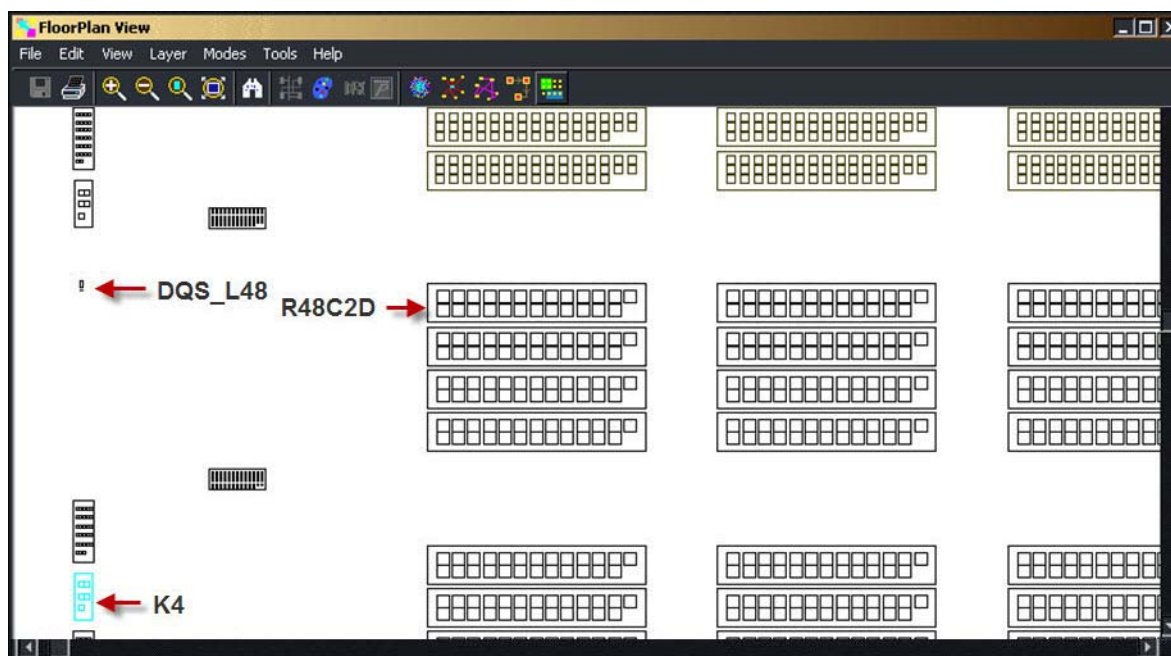 FloorPlan View
File Edit View Layer Modes Tools Help
DQS_L48
R48C2D
K4